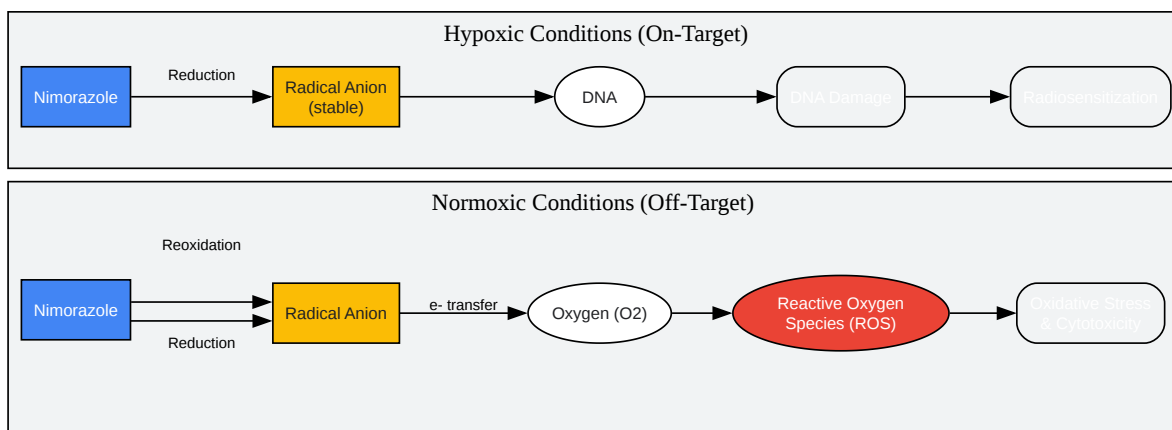 Hypoxic Conditions (On-Target)
Nimorazole
Reduction
Radical Anion
(stable)
DNA
DNA Damage
Radiosensitization
Normoxic Conditions (Off-Target)
Reoxidation
Nimorazole
Reduction
Radical Anion
e- transfer
Oxygen (O2)
Reactive Oxygen
Species (ROS)
Oxidative Stress
& Cytotoxicity